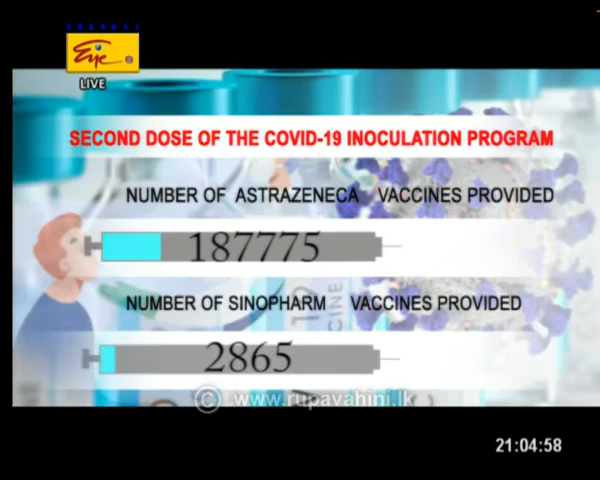 CHANNEL
Eye
LIVE
SECOND DOSE OF THE COVID-19 INOCULATION PROGRAM
NUMBER OF ASTRAZENECA VACCINES PROVIDED
187775
NUMBER OF SINOPHARM VACCINES PROVIDED
2865
© www.rupavahini.lk
21:04:58